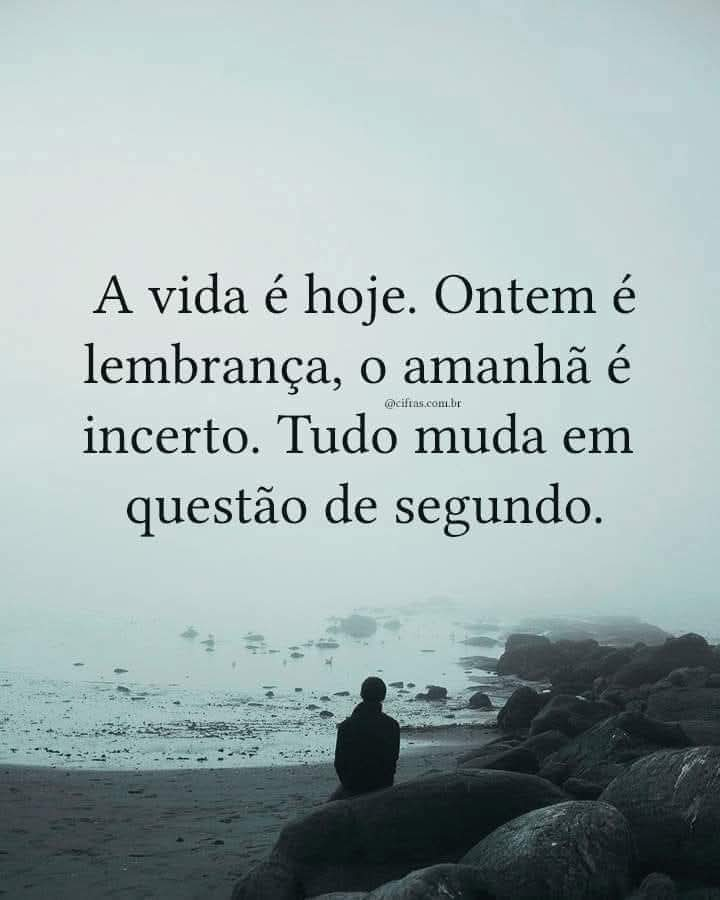 A vida é hoje. Ontem é
lembrança, o amanhã é
@cifras.com.br
incerto. Tudo muda em
questão de segundo.